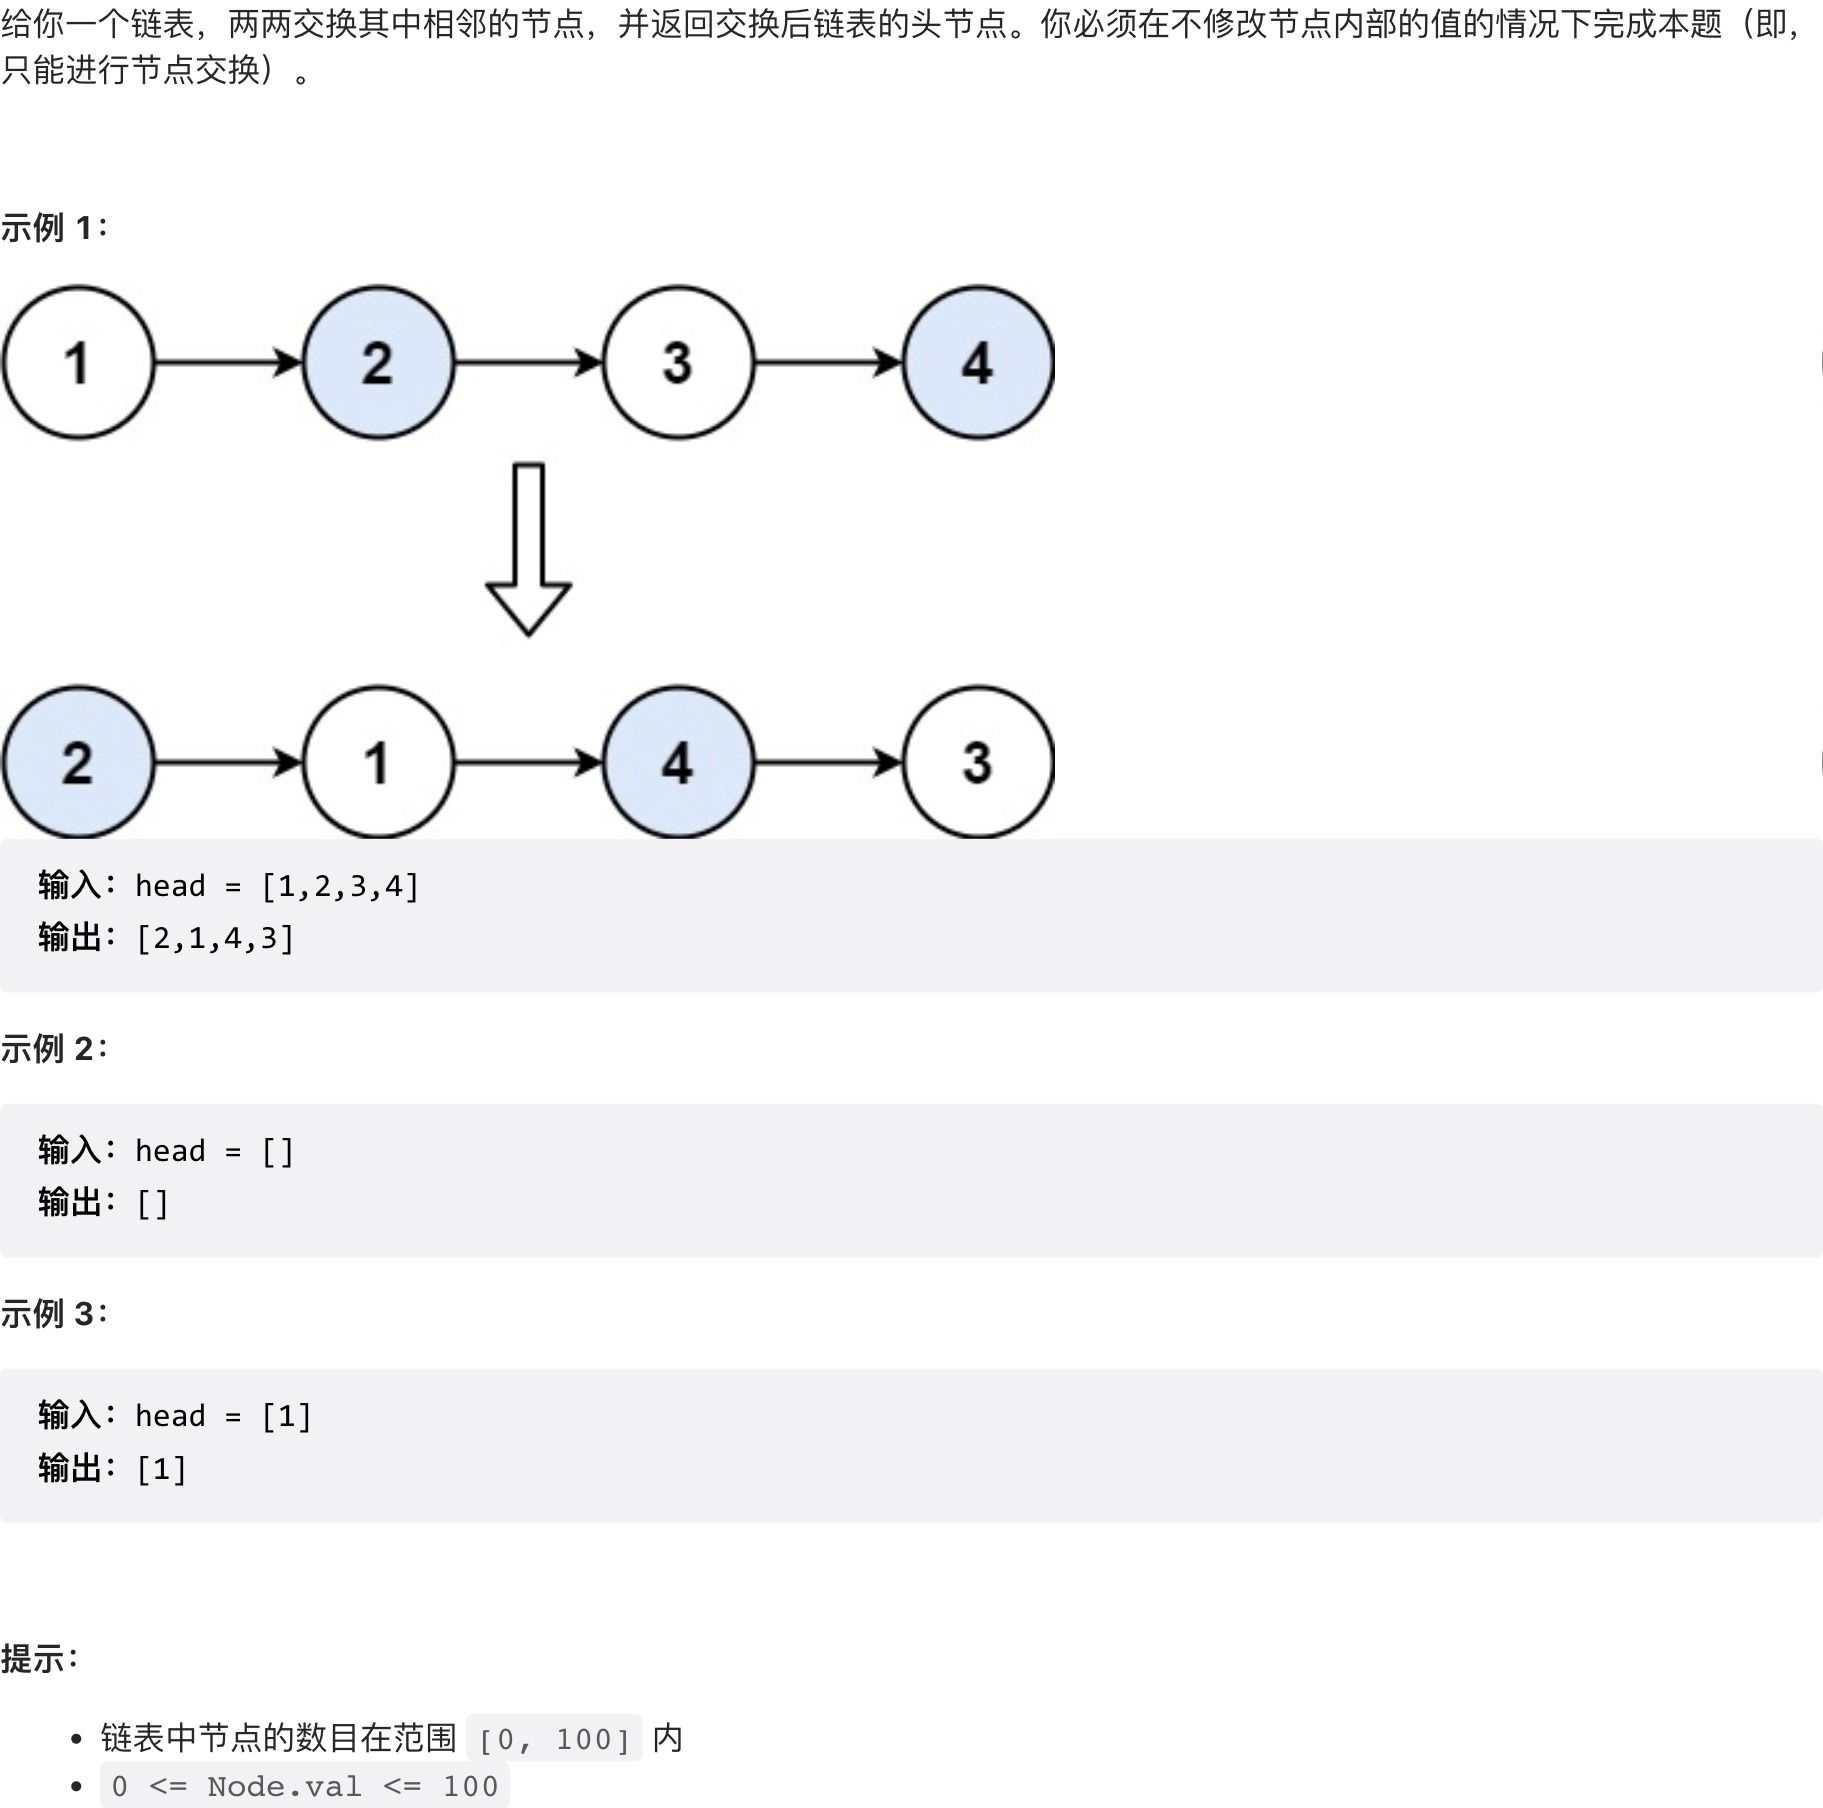 给你一个链表，两两交换其中相邻的节点，并返回交换后链表的头节点。你必须在不修改节点内部的值的情况下完成本题（即，
只能进行节点交换）。
示例 1：
1 2 3 4
2 1 4 3
输入：head = [1,2,3,4]
输出：[2,1,4,3]
示例 2：
输入：head = []
输出：[]
示例 3：
输入：head = [1]
输出：[1]
提示：
• 链表中节点的数目在范围 [0, 100] 内
• 0 <= Node.val <= 100